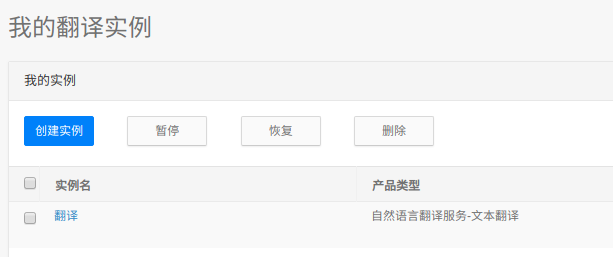 我的翻译实例
我的实例
创建实例 暂停 恢复 删除
实例名 产品类型
翻译 自然语言翻译服务-文本翻译